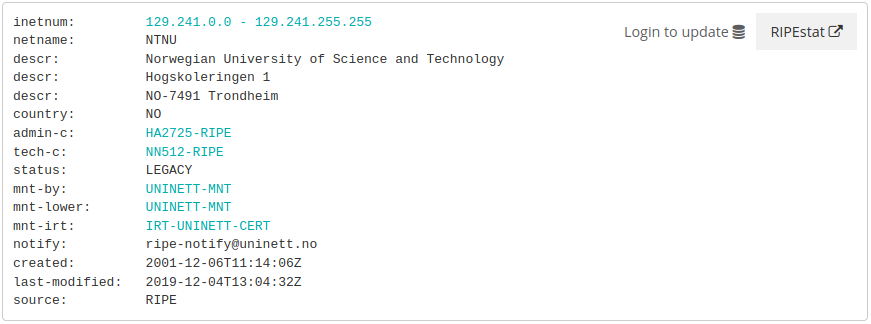 inetnum: 129.241.0.0 - 129.241.255.255
netname: NTNU
descr: Norwegian University of Science and Technology
descr: Hogskoleringen 1
descr: NO-7491 Trondheim
country: NO
admin-c: HA2725-RIPE
tech-c: NN512-RIPE
status: LEGACY
mnt-by: UNINETT-MNT
mnt-lower: UNINETT-MNT
mnt-irt: IRT-UNINETT-CERT
notify: ripe-notify@uninett.no
created: 2001-12-06T11:14:06Z
last-modified: 2019-12-04T13:04:32Z
source: RIPE
Login to update
RIPEstat